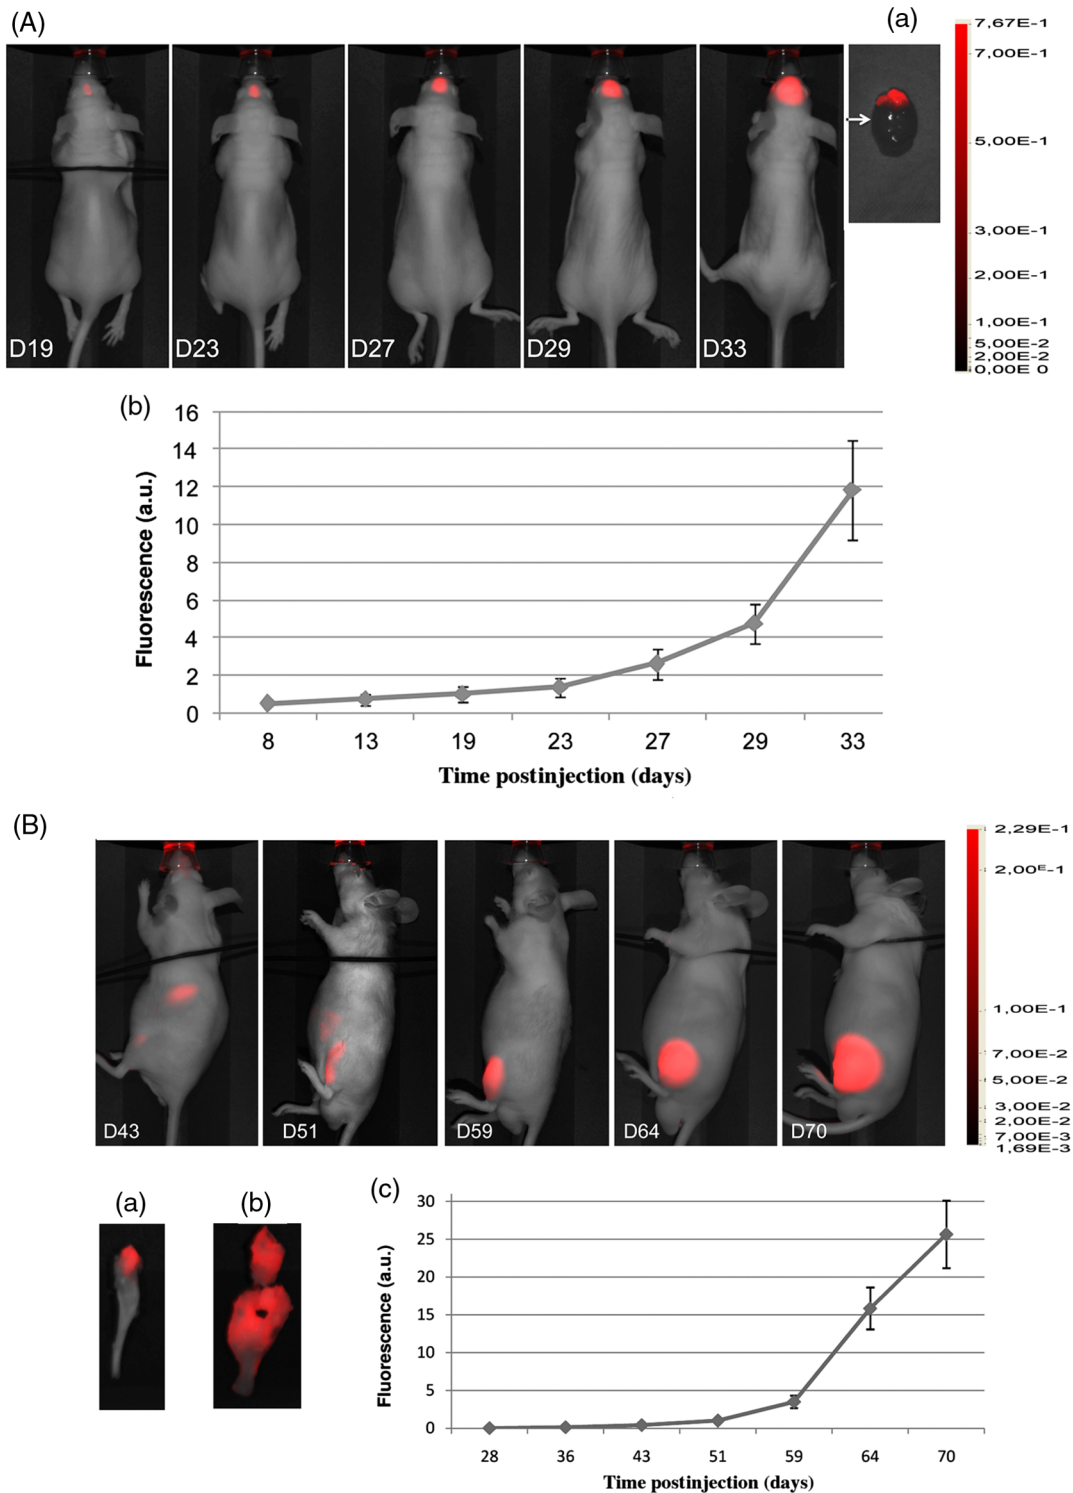 (A)
(a)
D19
D23
D27
D29
D33
7,67E-1
7,00E-1
5,00E-1
3,00E-1
2,00E-1
1,00E-1
5,00E-2
2,00E-2
0,00E 0
(b)
16
14
12
10
8
6
4
2
0
Fluorescence (a.u.)
8 13 19 23 27 29 33
Time postinjection (days)
(B)
D43
D51
D59
D64
D70
2,29E-1
2,00E-1
1,00E-1
7,00E-2
5,00E-2
3,00E-2
2,00E-2
7,00E-3
1,69E-3
(a)
(b)
(c)
30
25
20
15
10
5
0
Fluorescence (a.u.)
28 36 43 51 59 64 70
Time postinjection (days)